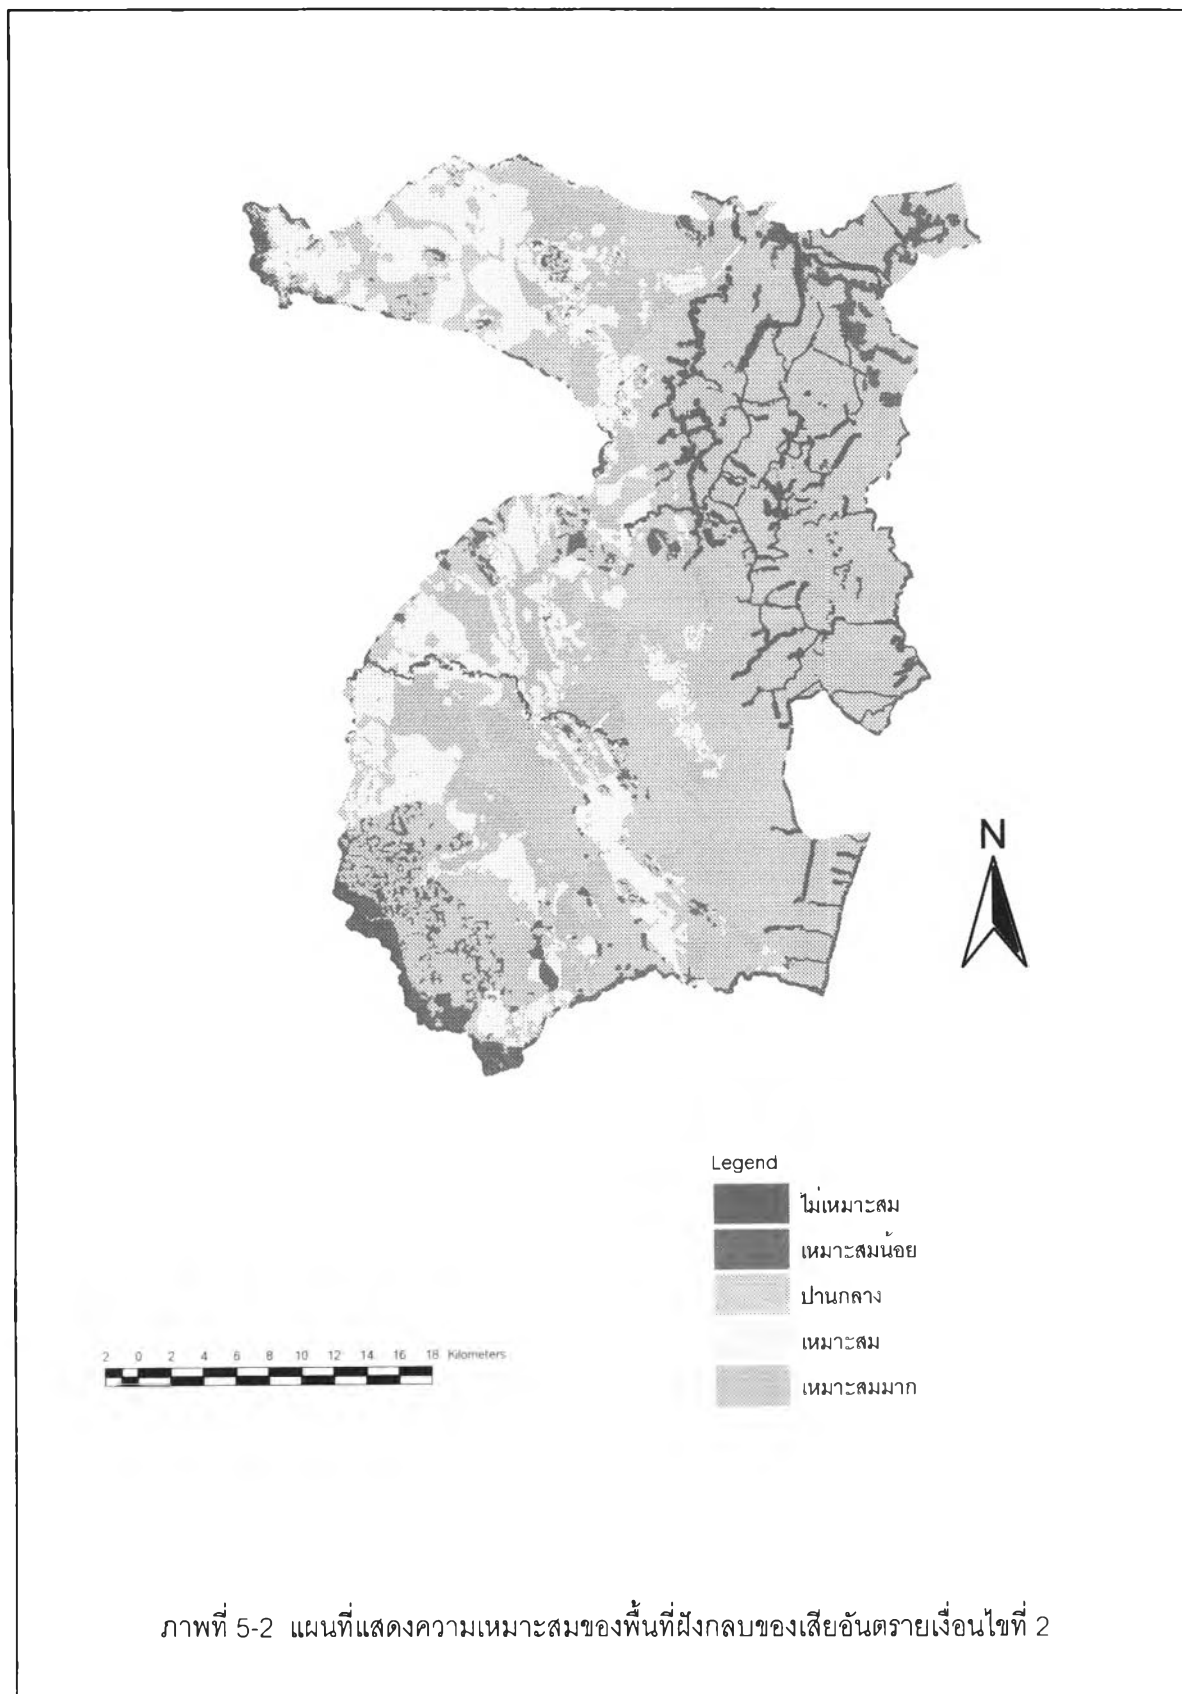 N
Legend
ไม่เหมาะสม
เหมาะสมน้อย
ปานกลาง
เหมาะสม
เหมาะสมมาก
2 0 2 4 6 8 10 12 14 16 18 Kilometers
ภาพที่ 5-2 แผนที่แสดงความเหมาะสมของพื้นที่ฝังกลบของเสียอันตรายเงื่อนไขที่ 2